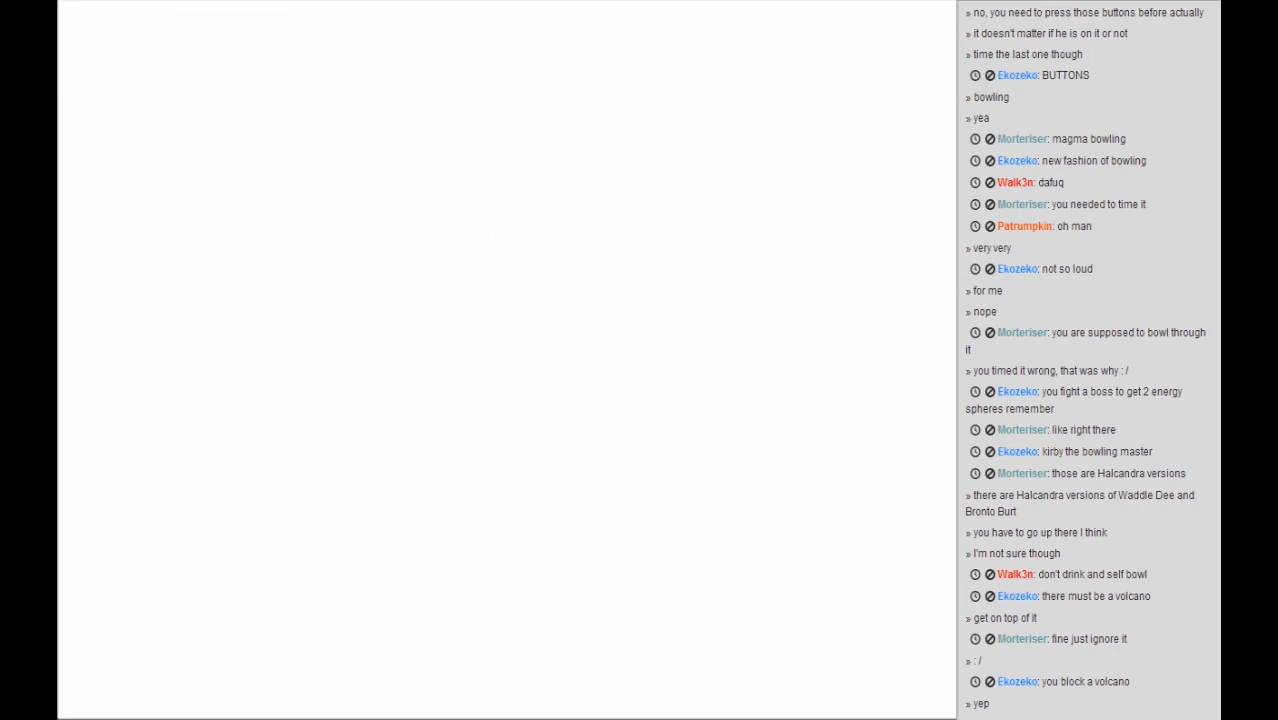 » no, you need to press those buttons before actually
» it doesn't matter if he is on it or not
» time the last one though
Ekozeko: BUTTONS
» bowling
» yea
Morteriser: magma bowling
Ekozeko: new fashion of bowling
Walk3n: dafuq
Morteriser: you needed to time it
Patrumpkin: oh man
» very very
Ekozeko: not so loud
» for me
» nope
Morteriser: you are supposed to bowl through
it
» you timed it wrong, that was why : /
Ekozeko: you fight a boss to get 2 energy
spheres remember
Morteriser: like right there
Ekozeko: kirby the bowling master
Morteriser: those are Halcandra versions
» there are Halcandra versions of Waddle Dee and
Bronto Burt
» you have to go up there I think
» I'm not sure though
Walk3n: don't drink and self bowl
Ekozeko: there must be a volcano
» get on top of it
Morteriser: fine just ignore it
» : /
Ekozeko: you block a volcano
» yep